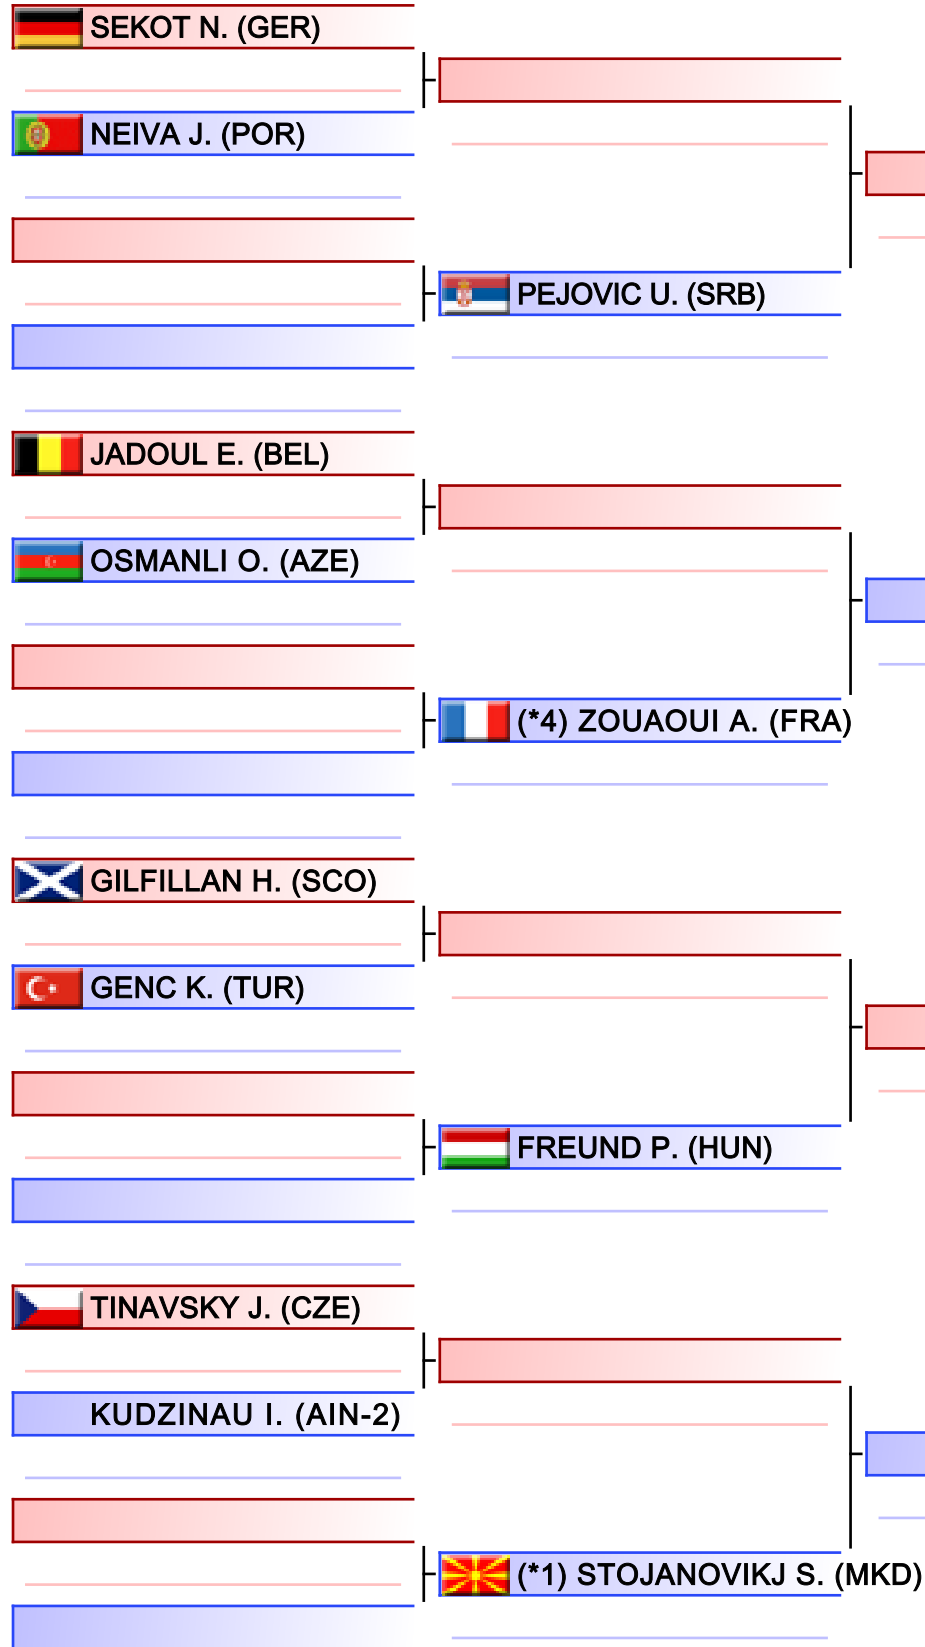 SEKOT N. (GER)
NEIVA J. (POR)
PEJOVIC U. (SRB)
JADOUL E. (BEL)
OSMANLI O. (AZE)
(*4) ZOUAOUI A. (FRA)
GILFILLAN H. (SCO)
GENC K. (TUR)
FREUND P. (HUN)
TINAVSKY J. (CZE)
KUDZINAU I. (AIN-2)
(*1) STOJANOVIKJ S. (MKD)